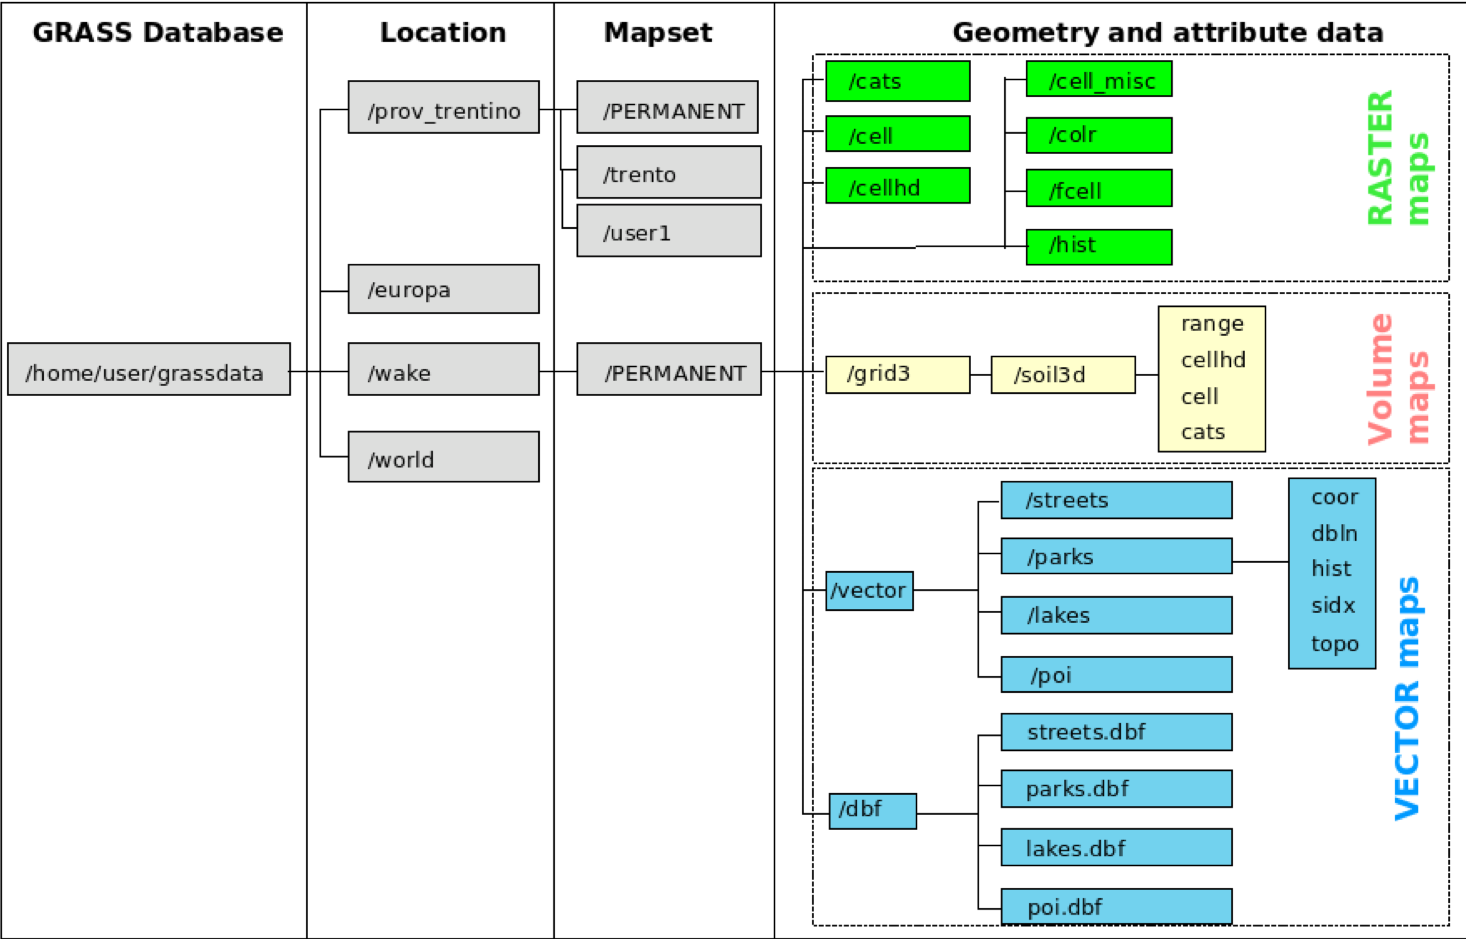 GRASS Database
Location
Mapset
Geometry and attribute data
/home/user/grassdata
/prov_trentino
/europa
/wake
/world
/PERMANENT
/trento
/user1
/PERMANENT
/cats
/cell
/cellhd
/cell_misc
/colr
/fcell
/hist
RASTER
maps
/grid3
/soil3d
range
cellhd
cell
cats
Volume
maps
/vector
/streets
/parks
/lakes
/poi
coor
dbln
hist
sidx
topo
/dbf
streets.dbf
parks.dbf
lakes.dbf
poi.dbf
VECTOR maps